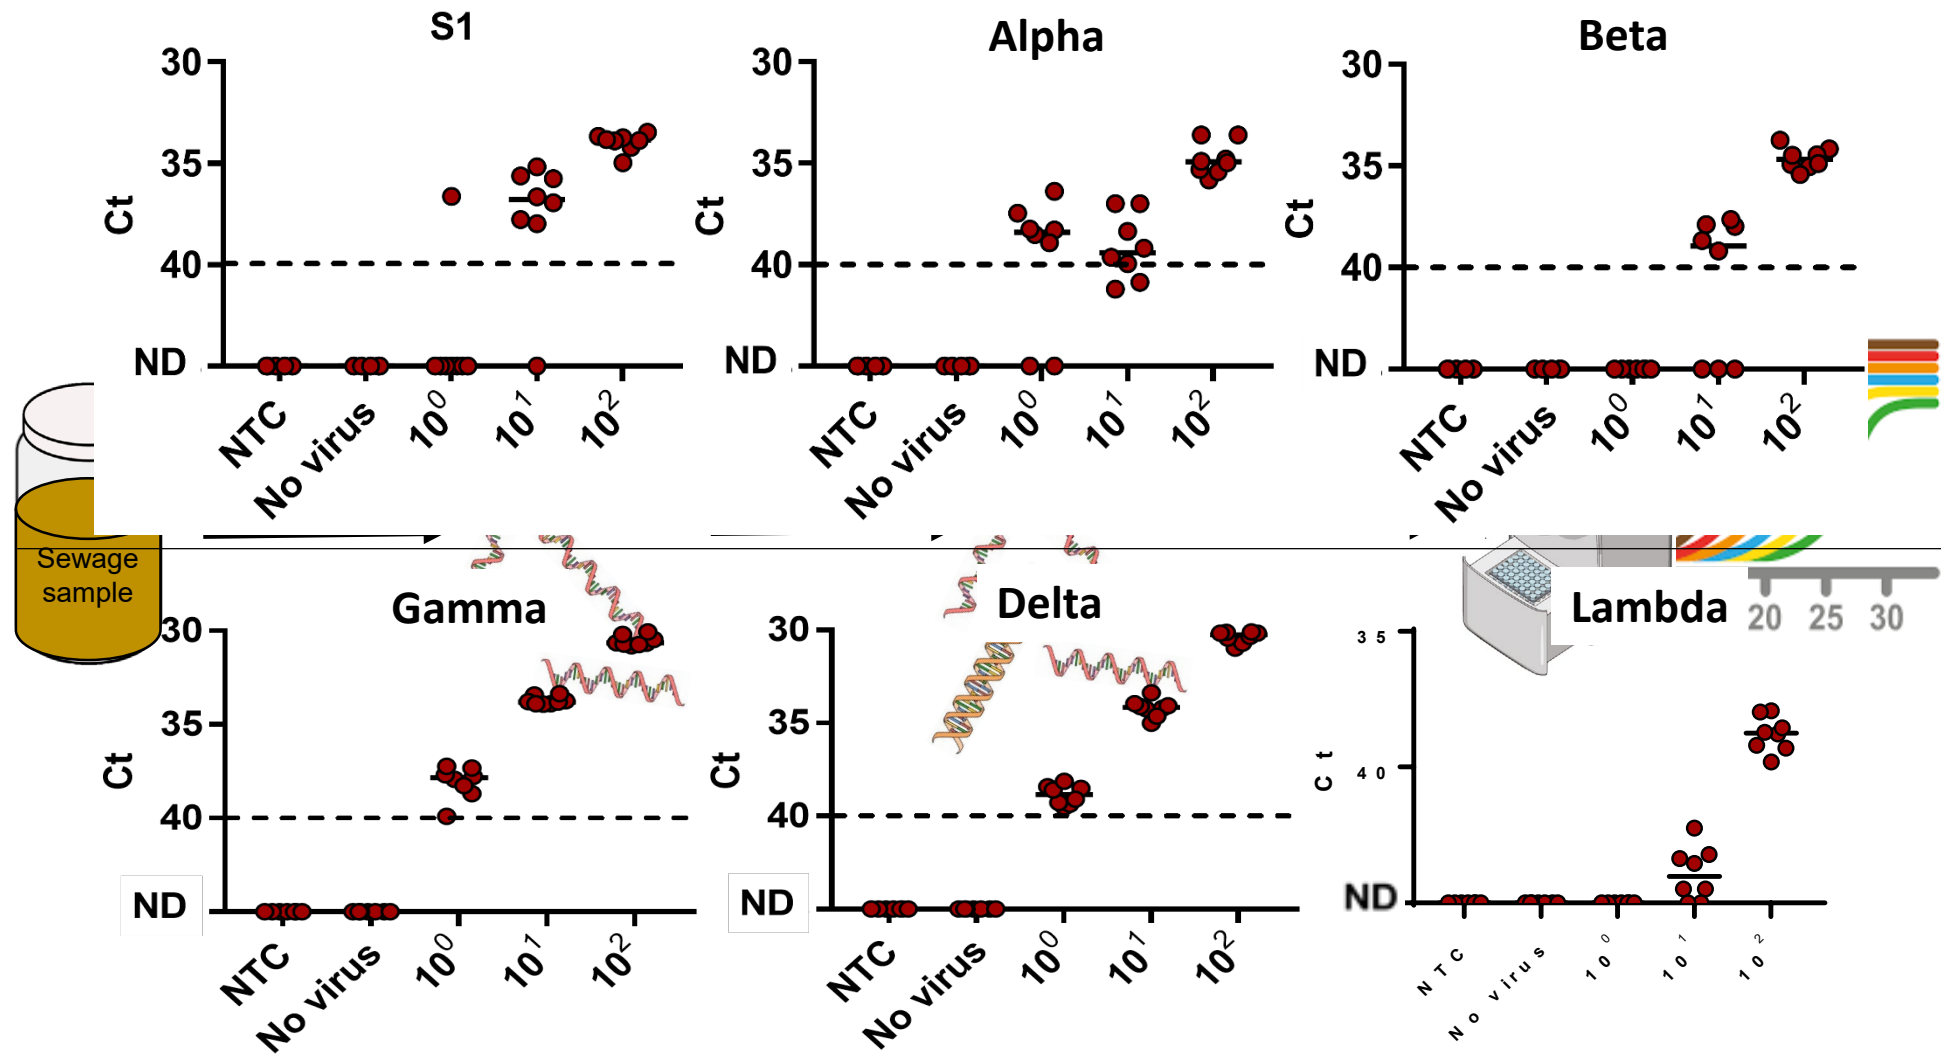 S1
30
35
Ct
40
ND
NTC
No virus
10^0
10^1
10^2
Alpha
30
35
Ct
40
ND
NTC
No virus
10^0
10^1
10^2
Beta
30
35
Ct
40
ND
NTC
No virus
10^0
10^1
10^2
Sewage
sample
Gamma
30
35
Ct
40
ND
NTC
No virus
10^0
10^1
10^2
Delta
30
35
Ct
40
ND
NTC
No virus
10^0
10^1
10^2
Lambda
20 25 30
35
Ct
40
ND
NTC
No virus
10^0
10^1
10^2